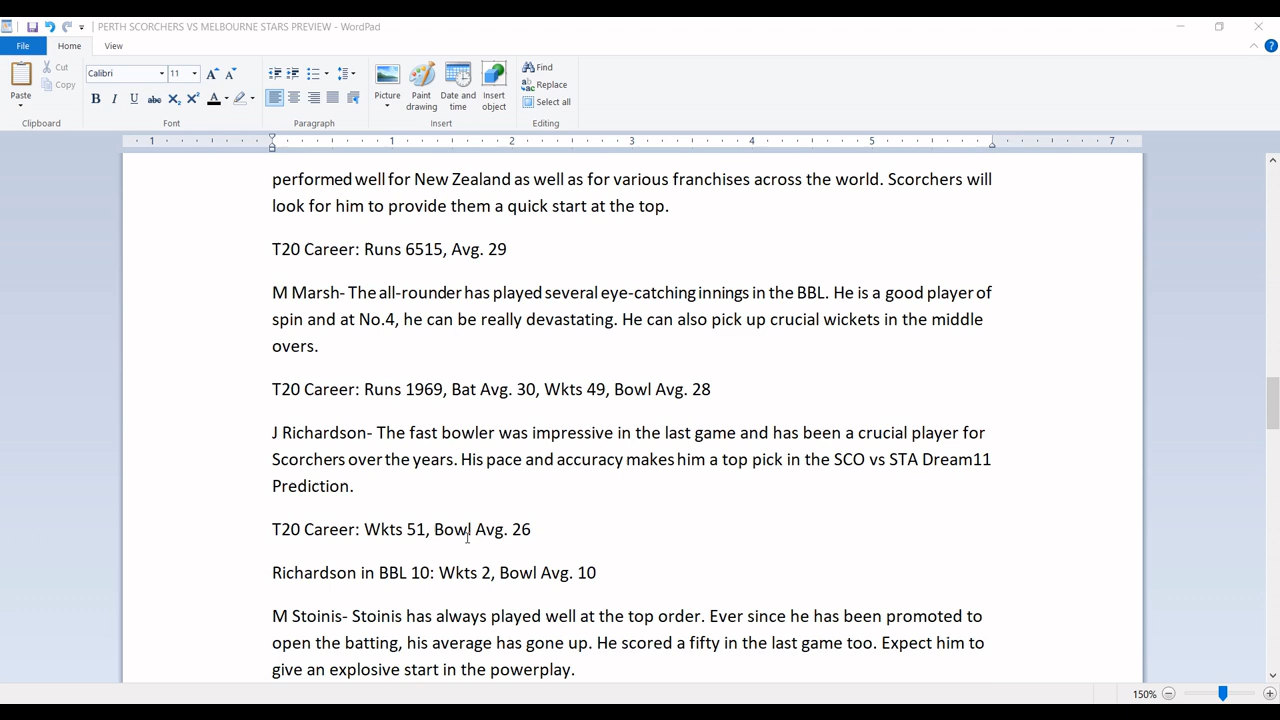 PERTH SCORCHERS VS MELBOURNE STARS PREVIEW - WordPad
File Home View
Paste
Cut
Copy
Clipboard
Calibri 11
B I U abc X₂ X² A
Font
Paragraph
Picture
Paint drawing
Date and time
Insert object
Insert
Find
Replace
Select all
Editing
1 1 2 3 4 5 7
performed well for New Zealand as well as for various franchises across the world. Scorchers will
look for him to provide them a quick start at the top.
T20 Career: Runs 6515, Avg. 29
M Marsh- The all-rounder has played several eye-catching innings in the BBL. He is a good player of
spin and at No.4, he can be really devastating. He can also pick up crucial wickets in the middle
overs.
T20 Career: Runs 1969, Bat Avg. 30, Wkts 49, Bowl Avg. 28
J Richardson- The fast bowler was impressive in the last game and has been a crucial player for
Scorchers over the years. His pace and accuracy makes him a top pick in the SCO vs STA Dream11
Prediction.
T20 Career: Wkts 51, Bowl Avg. 26
Richardson in BBL 10: Wkts 2, Bowl Avg. 10
M Stoinis- Stoinis has always played well at the top order. Ever since he has been promoted to
open the batting, his average has gone up. He scored a fifty in the last game too. Expect him to
give an explosive start in the powerplay.
150%